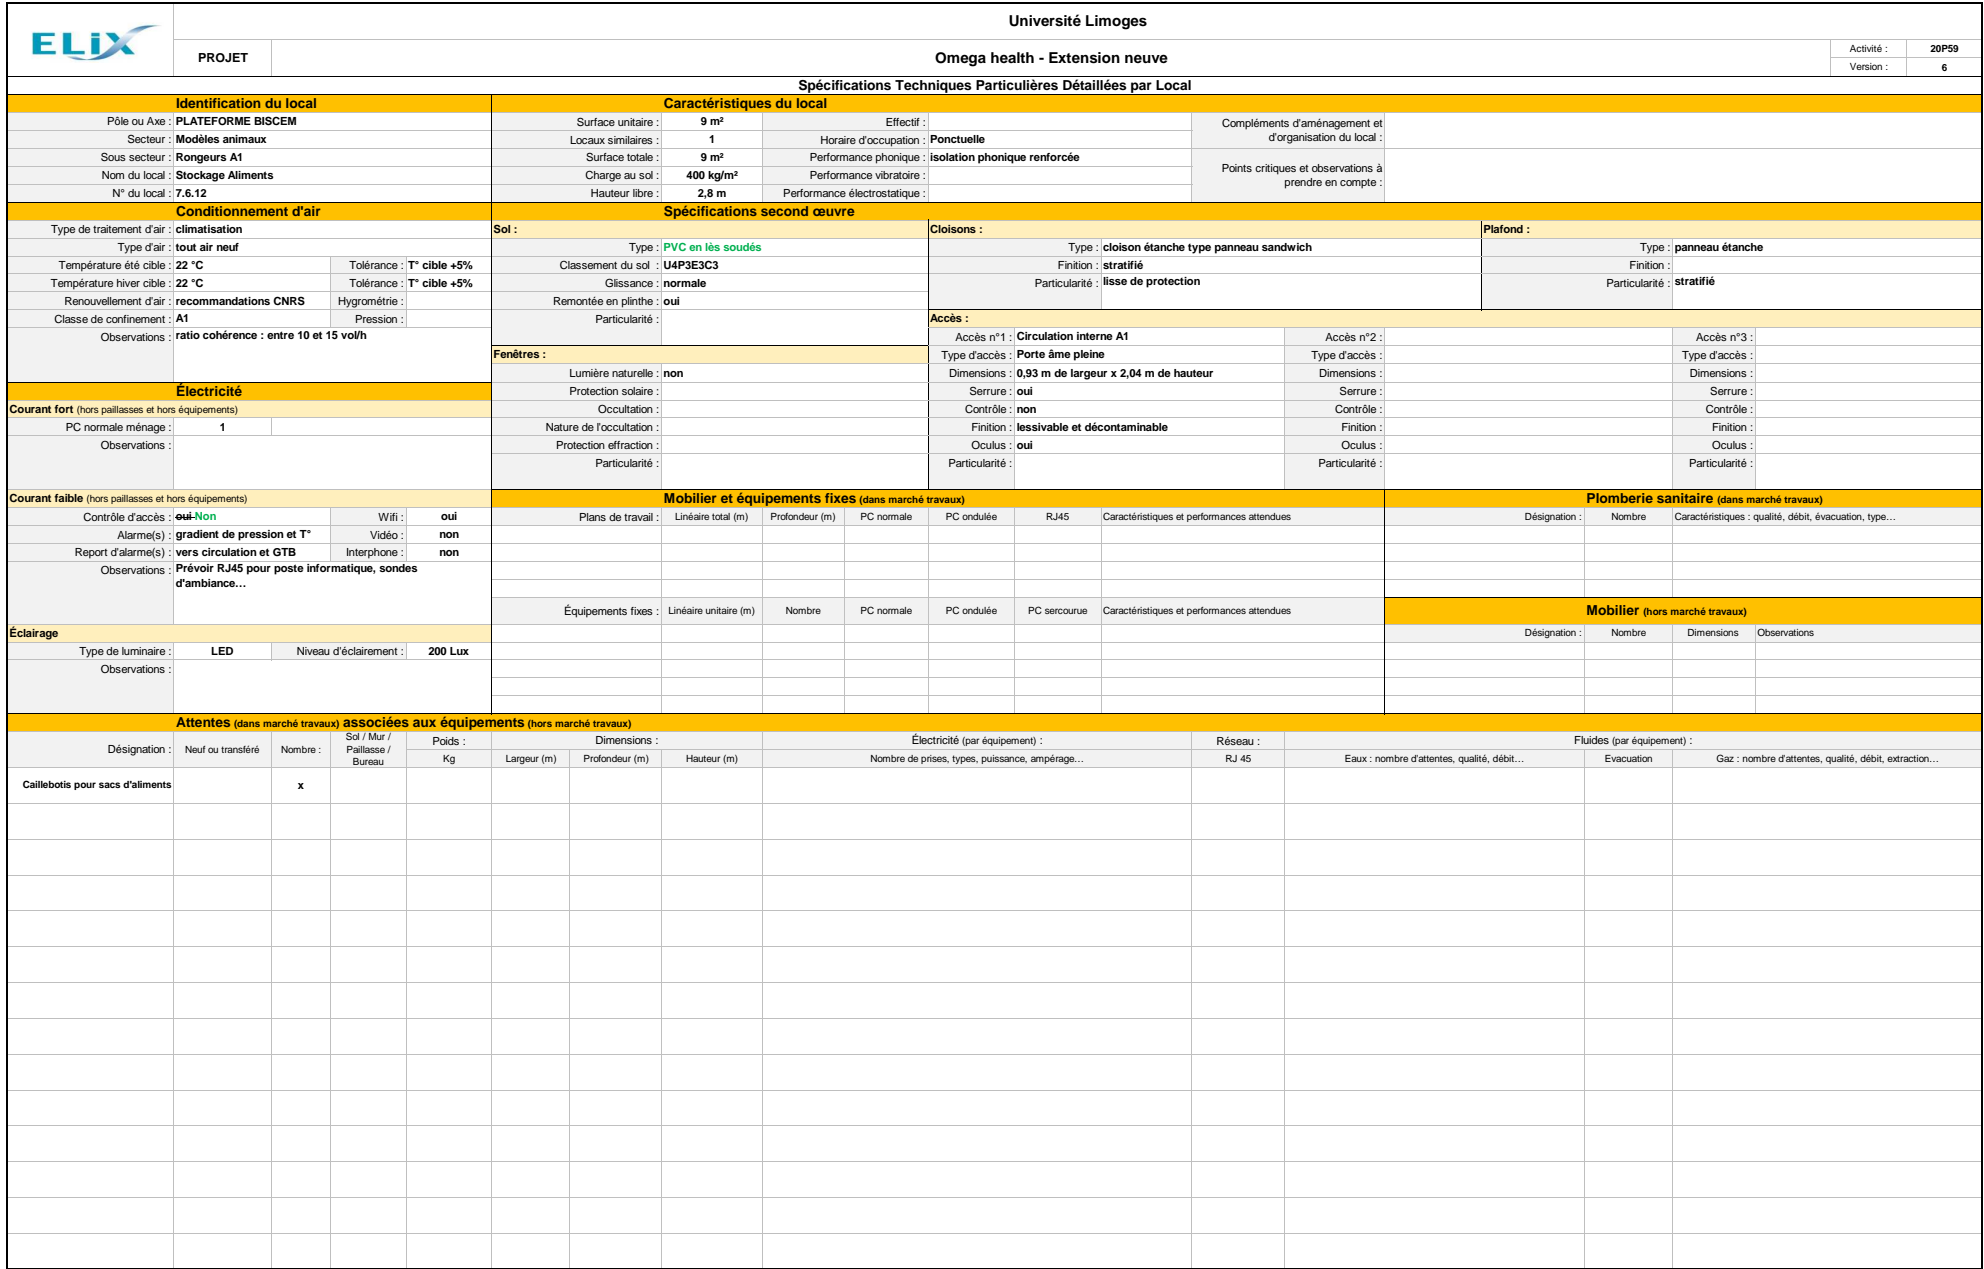 ELiX
Université Limoges
PROJET
Omega health - Extension neuve
Activité : 20P59
Version : 6
Spécifications Techniques Particulières Détaillées par Local
Identification du local
Caractéristiques du local
Pôle ou Axe : PLATEFORME BISCEM
Surface unitaire : 9 m²
Effectif :
Compléments d'aménagement et
d'organisation du local :
Secteur : Modèles animaux
Locaux similaires : 1
Horaire d'occupation : Ponctuelle
Sous secteur : Rongeurs A1
Surface totale : 9 m²
Performance phonique : isolation phonique renforcée
Points critiques et observations à
prendre en compte :
Nom du local : Stockage Aliments
Charge au sol : 400 kg/m²
Performance vibratoire :
N° du local : 7.6.12
Hauteur libre : 2,8 m
Performance électrostatique :
Conditionnement d'air
Spécifications second œuvre
Type de traitement d'air : climatisation
Type d'air : tout air neuf
Température été cible : 22 °C Tolérance : T° cible +5%
Température hiver cible : 22 °C Tolérance : T° cible +5%
Renouvellement d'air : recommandations CNRS Hygrométrie :
Classe de confinement : A1 Pression :
Observations : ratio cohérence : entre 10 et 15 vol/h
Sol :
Type : PVC en lès soudés
Classement du sol : U4P3E3C3
Glissance : normale
Remontée en plinthe : oui
Particularité :
Cloisons :
Type : cloison étanche type panneau sandwich
Finition : stratifié
Particularité : lisse de protection
Plafond :
Type : panneau étanche
Finition :
Particularité : stratifié
Fenêtres :
Lumière naturelle : non
Protection solaire :
Occultation :
Nature de l'occultation :
Protection effraction :
Particularité :
Accès :
Accès n°1 : Circulation interne A1 Accès n°2 : Accès n°3 :
Type d'accès : Porte âme pleine Type d'accès : Type d'accès :
Dimensions : 0,93 m de largeur x 2,04 m de hauteur Dimensions : Dimensions :
Serrure : oui Serrure : Serrure :
Contrôle : non Contrôle : Contrôle :
Finition : lessivable et décontaminable Finition : Finition :
Oculus : oui Oculus : Oculus :
Particularité : Particularité : Particularité :
Électricité
Courant fort (hors paillasses et hors équipements)
PC normale ménage : 1
Observations :
Courant faible (hors paillasses et hors équipements)
Contrôle d'accès : oui Non Wifi : oui
Alarme(s) : gradient de pression et T° Vidéo : non
Report d'alarme(s) : vers circulation et GTB Interphone : non
Observations : Prévoir RJ45 pour poste informatique, sondes
d'ambiance…
Éclairage
Type de luminaire : LED Niveau d'éclairement : 200 Lux
Observations :
Mobilier et équipements fixes (dans marché travaux)
Plans de travail : Linéaire total (m) Profondeur (m) PC normale PC ondulée RJ45 Caractéristiques et performances attendues
Équipements fixes : Linéaire unitaire (m) Nombre PC normale PC ondulée PC sercourue Caractéristiques et performances attendues
Plomberie sanitaire (dans marché travaux)
Désignation : Nombre Caractéristiques : qualité, débit, évacuation, type…
Mobilier (hors marché travaux)
Désignation : Nombre Dimensions Observations
Attentes (dans marché travaux) associées aux équipements (hors marché travaux)
Désignation : Neuf ou transféré Nombre :
Sol / Mur /
Paillasse /
Bureau
Poids : Dimensions : Électricité (par équipement) : Réseau : Fluides (par équipement) :
Kg Largeur (m) Profondeur (m) Hauteur (m) Nombre de prises, types, puissance, ampérage… RJ 45 Eaux : nombre d'attentes, qualité, débit… Evacuation Gaz : nombre d'attentes, qualité, débit, extraction…
Caillebotis pour sacs d'aliments x